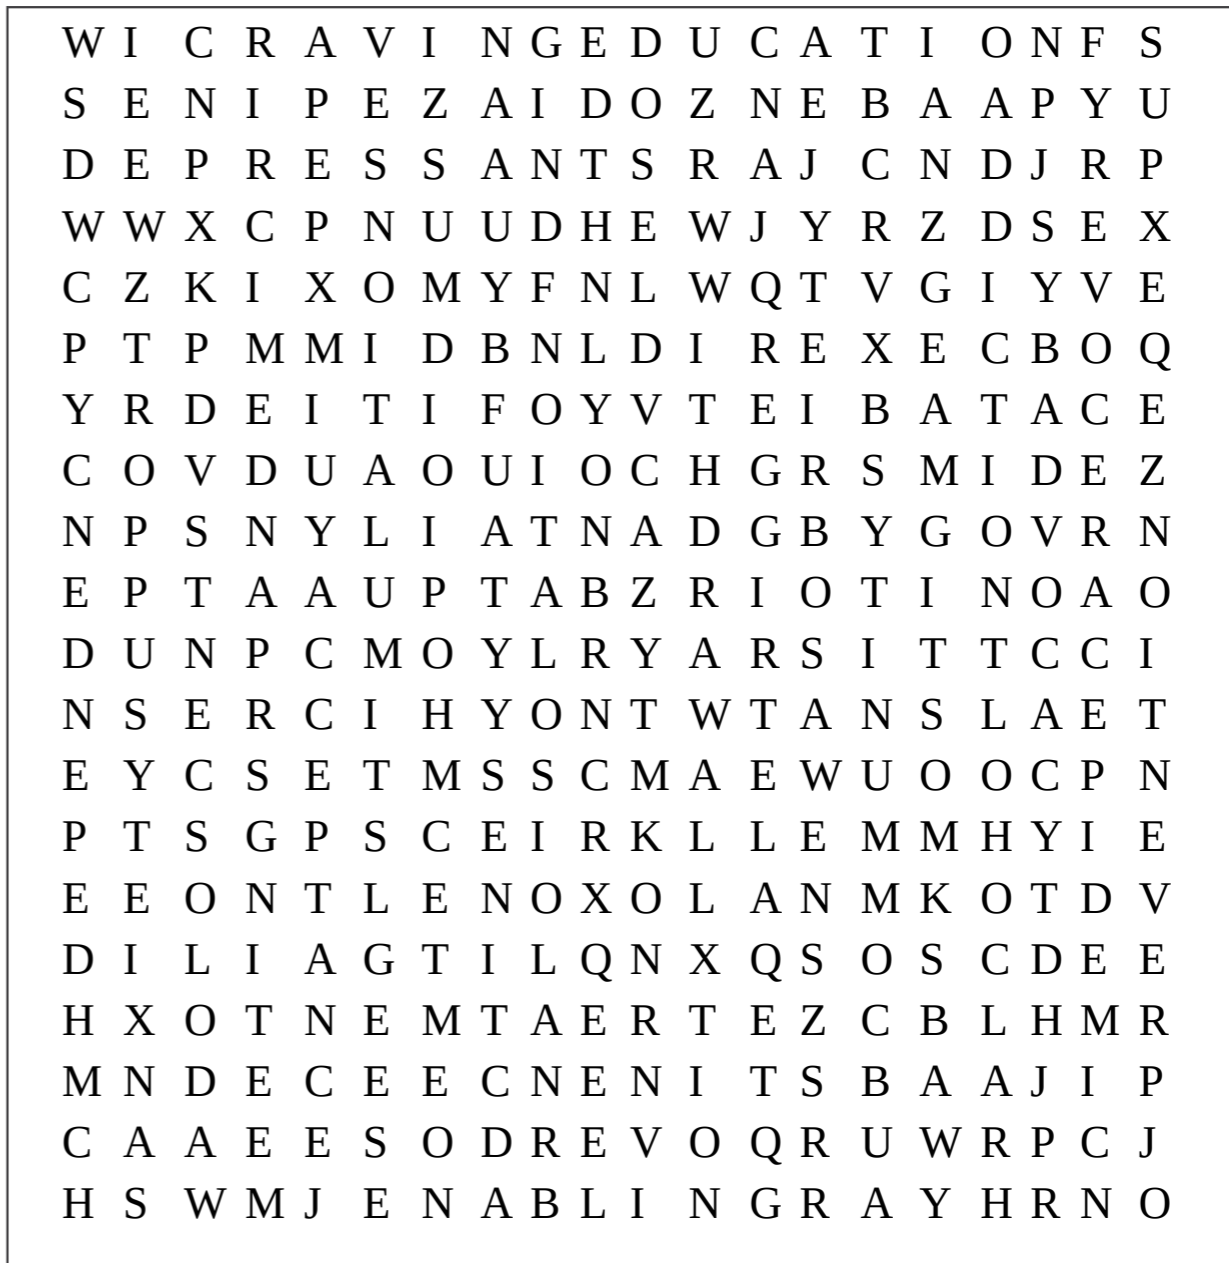 W I C R A V I N G E D U C A T I O N F S
S E N I P E Z A I D O Z N E B A A P Y U
D E P R E S S A N T S R A J C N D J R P
W W X C P N U U D H E W J Y R Z D S E X
C Z K I X O M Y F N L W Q T V G I Y V E
P T P M M I D B N L D I R E X E C B O Q
Y R D E I T I F O Y V T E I B A T A C E
C O V D U A O U I O C H G R S M I D E Z
N P S N Y L I A T N A D G B Y G O V R N
E P T A A U P T A B Z R I O T I N O A O
D U N P C M O Y L R Y A R S I T T C C I
N S E R C I H Y O N T W T A N S L A E T
E Y C S E T M S S C M A E W U O O C P N
P T S G P S C E I R K L L E M M H Y I E
E E O N T L E N O X O L A N M K O T D V
D I L I A G T I L Q N X Q S O S C D E E
H X O T N E M T A E R T E Z C B L H M R
M N D E C E E C N E N I T S B A A J I P
C A A E E S O D R E V O Q R U W R P C J
H S W M J E N A B L I N G R A Y H R N O